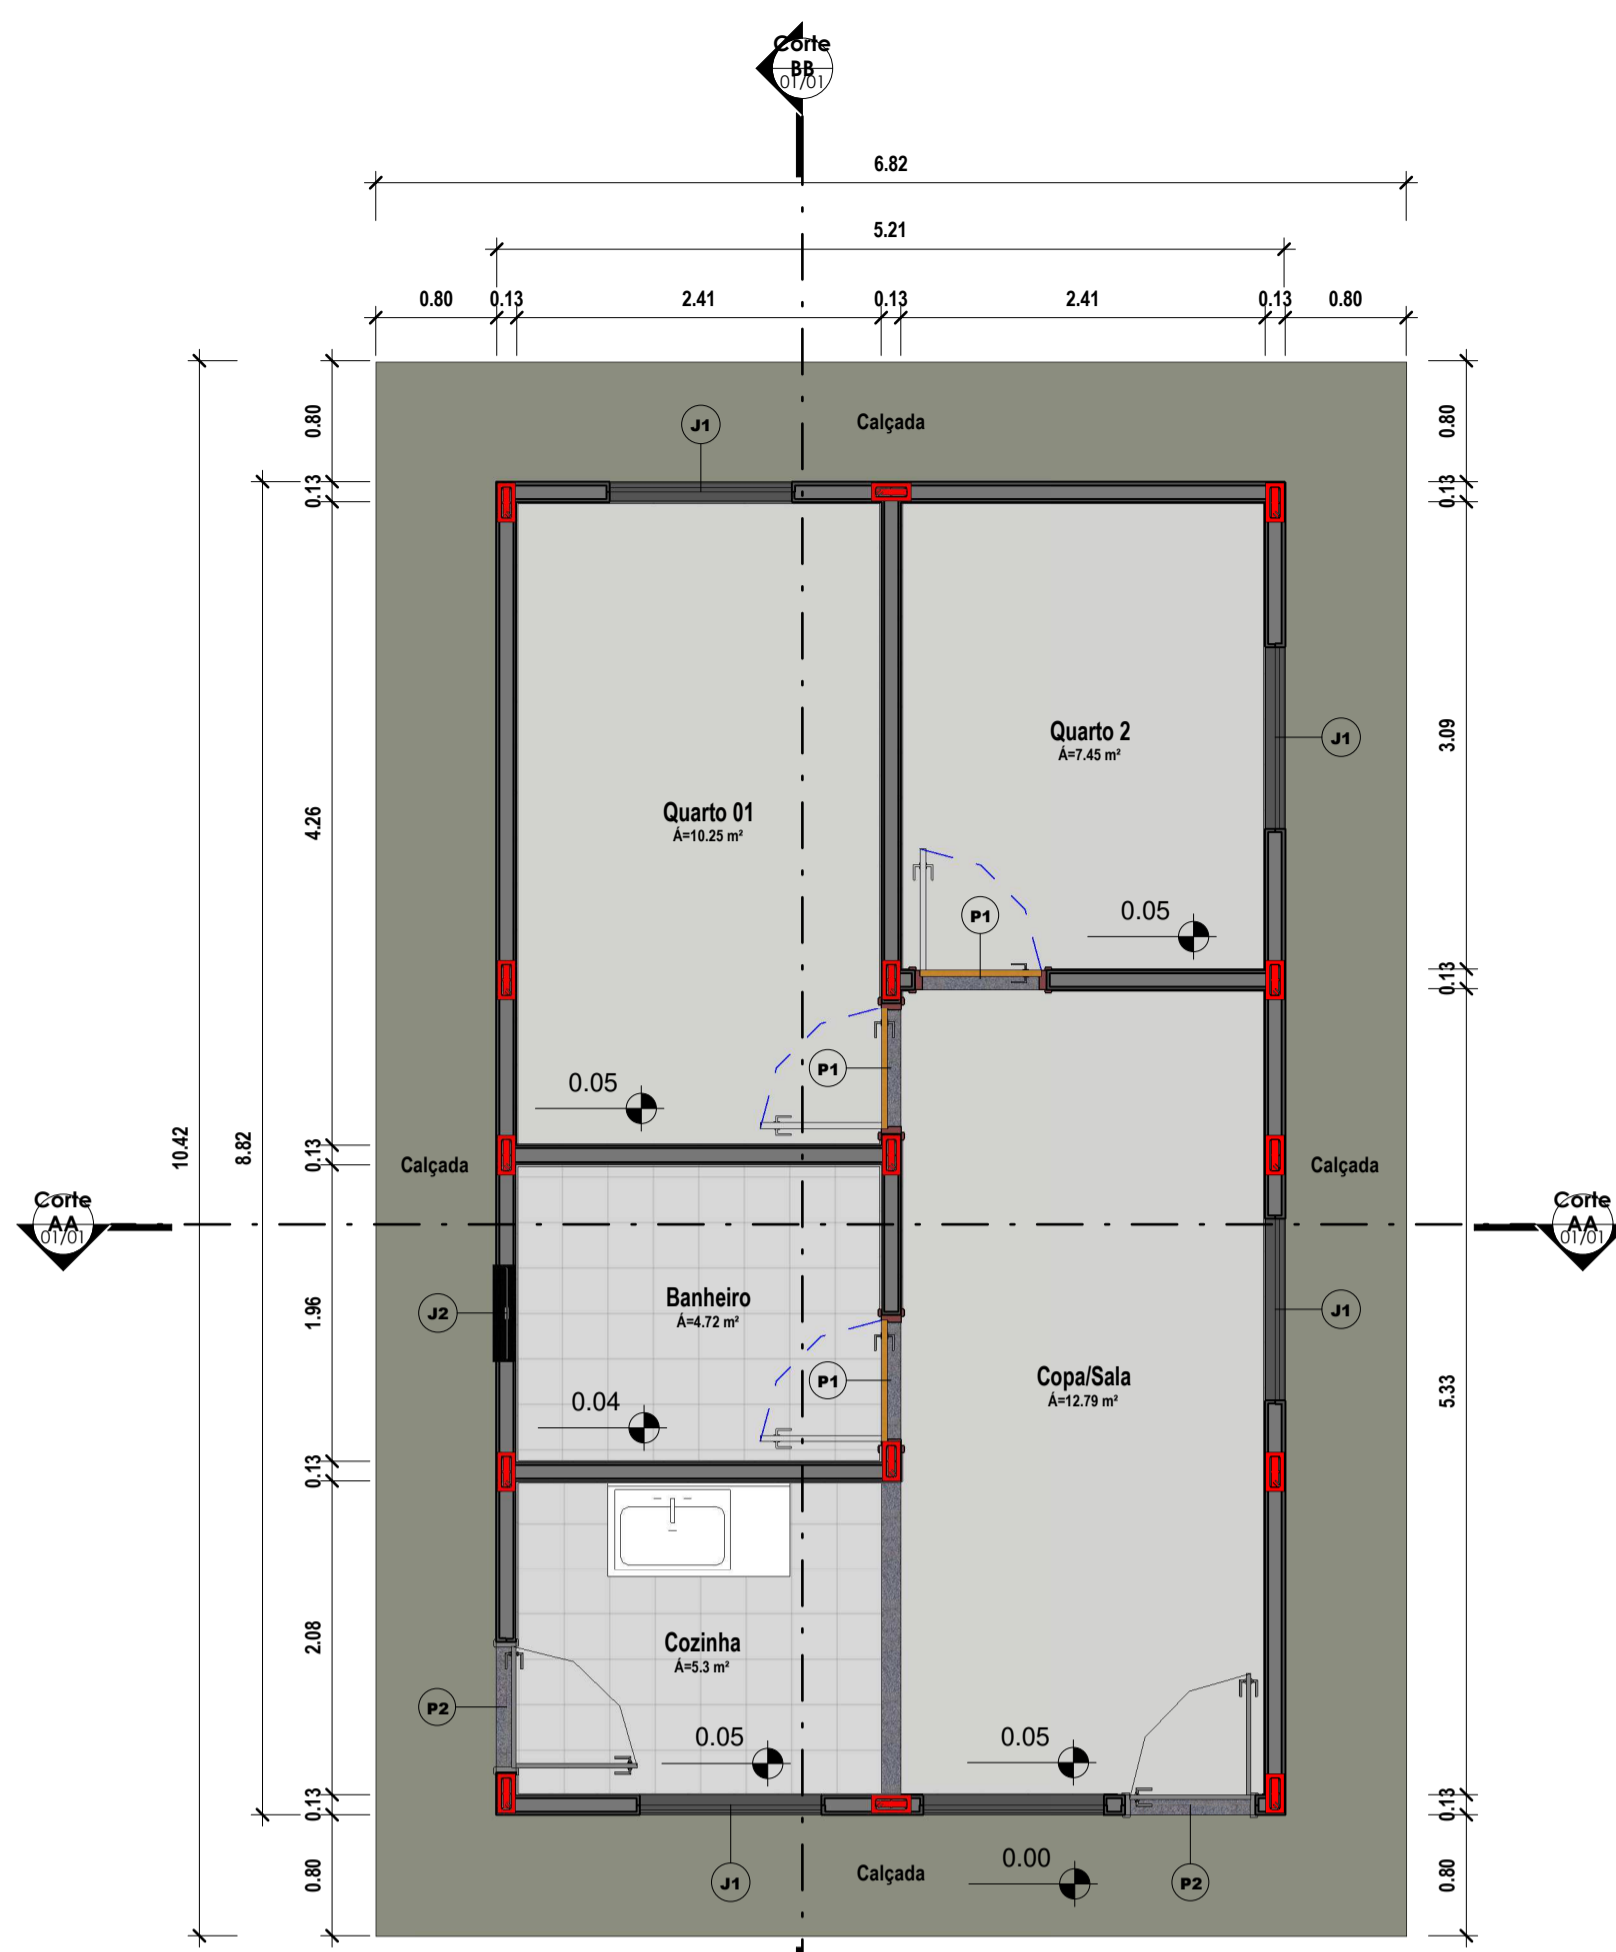 Corte
BB
01/01
6.82
5.21
0.80 0.13 2.41 0.13 2.41 0.13 0.80
Calçada
J1
0.80
0.13
4.26
0.13
1.96
0.13
2.08
0.13
0.80
10.42
8.82
0.80
0.13
3.09
0.13
5.33
0.13
0.80
Quarto 2
Á=7.45 m²
J1
Quarto 01
Á=10.25 m²
P1
0.05
P1
0.05
Calçada
Calçada
Corte
AA
01/01
Corte
AA
01/01
Banheiro
Á=4.72 m²
J2
J1
P1
Copa/Sala
Á=12.79 m²
0.04
Cozinha
Á=5.3 m²
P2
0.05
0.05
Calçada
0.00
J1
P2